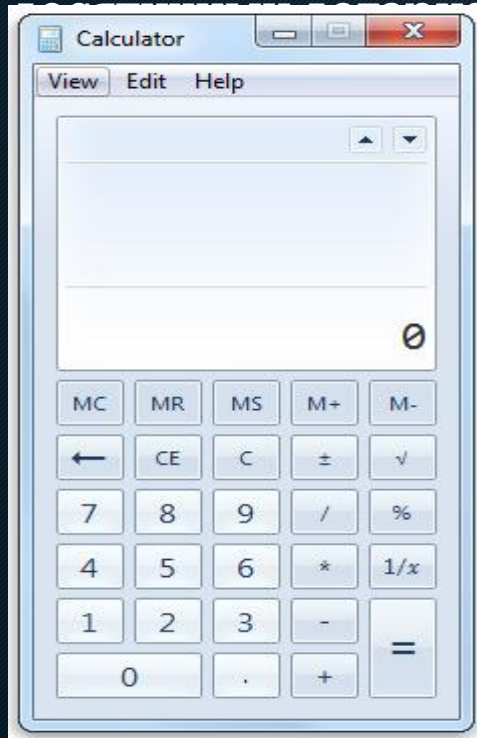 Calculator
View Edit Help
0
MC MR MS M+ M-
← CE C ± √
7 8 9 / %
4 5 6 * 1/x
1 2 3 - =
0 . +